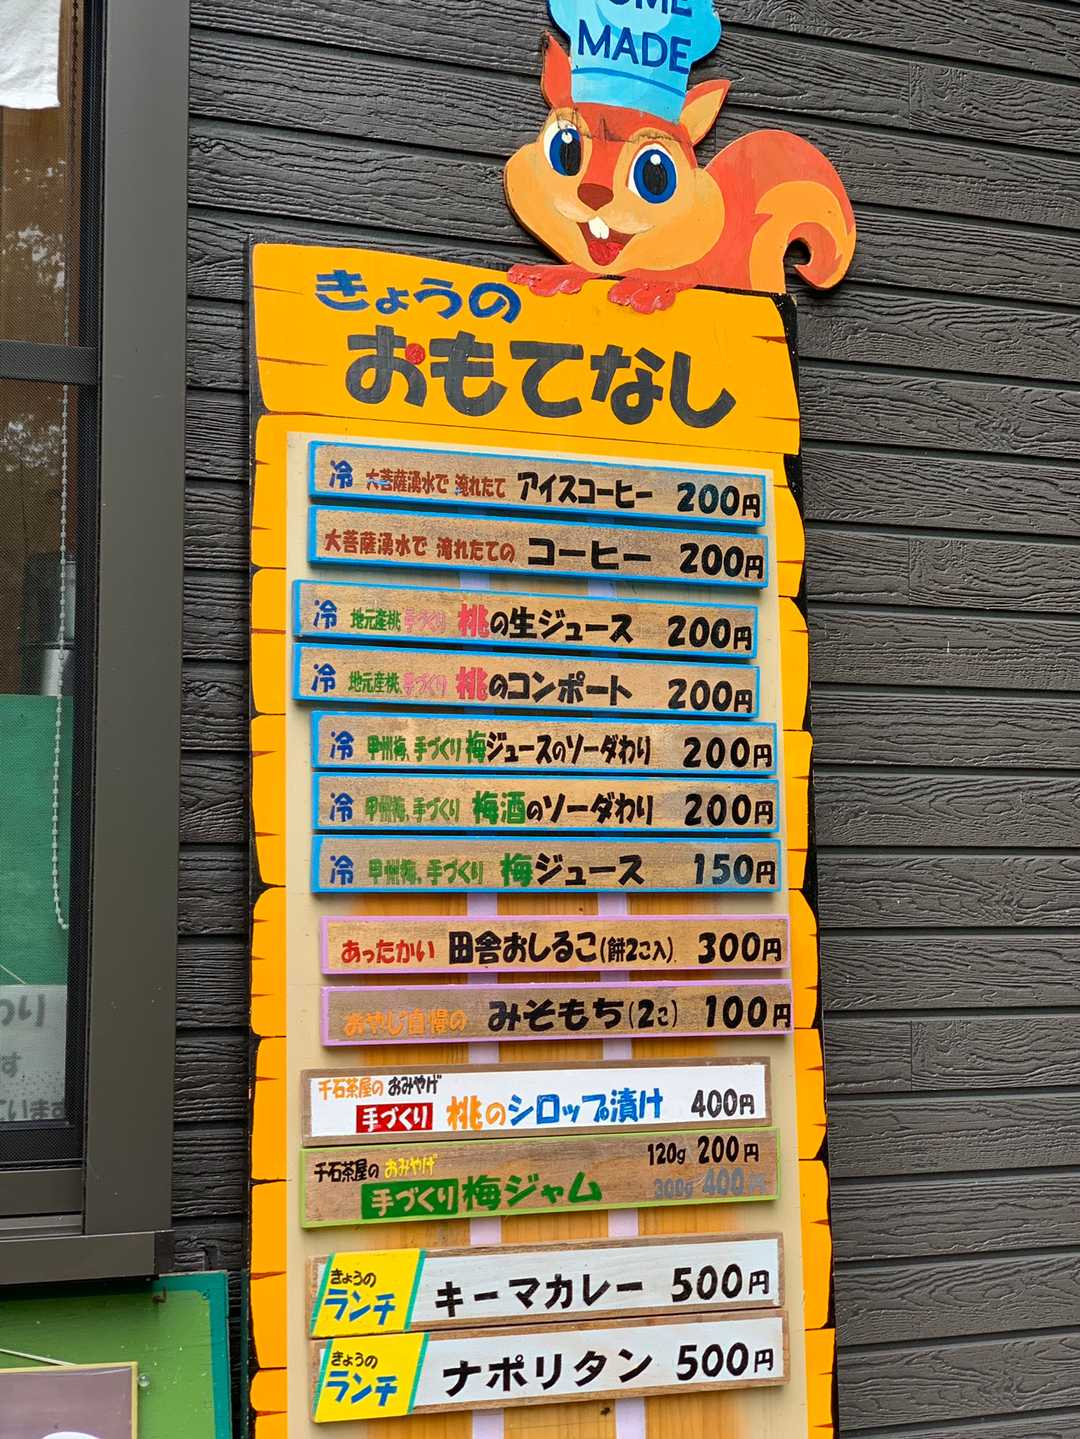 MADE
きょうの
おもてなし
冷 大菩薩湧水で 淹れたて アイスコーヒー 200円
大菩薩湧水で 淹れたての コーヒー 200円
冷 地元産桃 手づくり 桃の生ジュース 200円
冷 地元産桃、手づくり 桃のコンポート 200円
冷 甲州梅、手づくり 梅ジュースのソーダわり 200円
冷 甲州梅、手づくり 梅酒のソーダわり 200円
冷 甲州梅、手づくり 梅ジュース 150円
あったかい 田舎おしるこ(餅2こ入) 300円
おやじ自慢の みそもち(2こ) 100円
千石茶屋の おみやげ
手づくり 桃のシロップ漬け 400円
千石茶屋の おみやげ 120g 200円
手づくり 梅ジャム 300g 400円
きょうの
ランチ キーマカレー 500円
きょうの
ランチ ナポリタン 500円